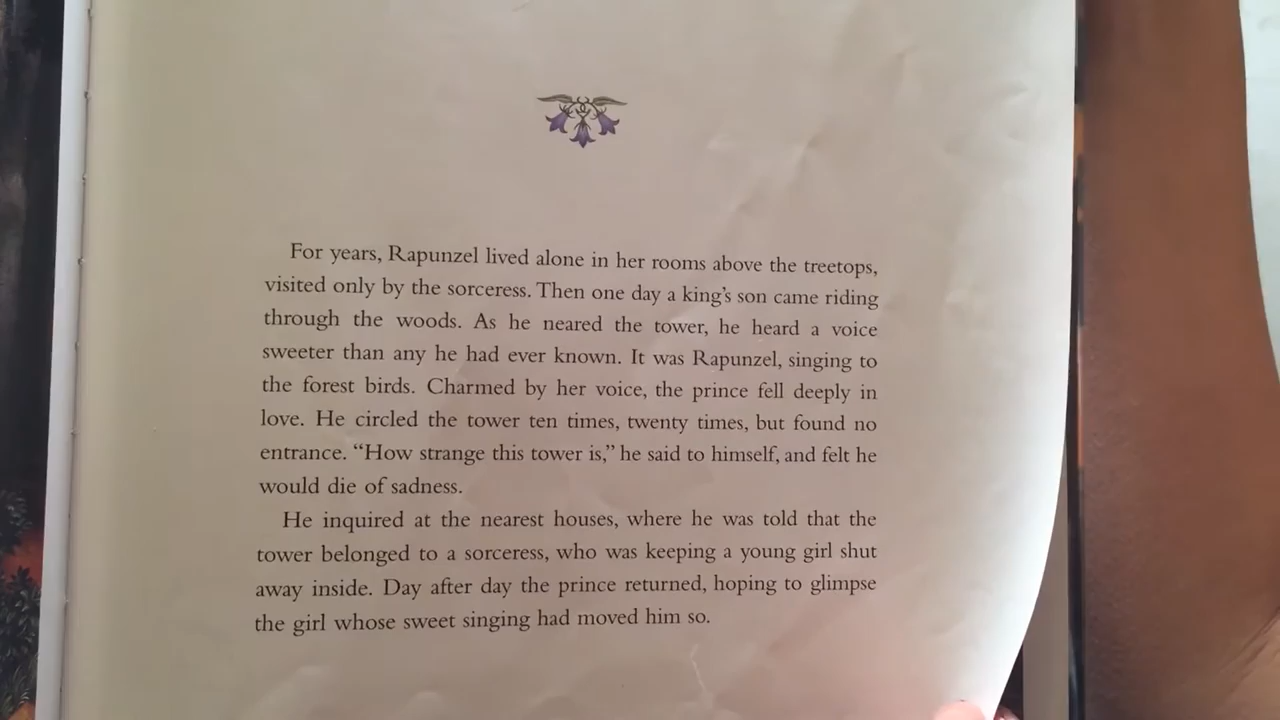 For years, Rapunzel lived alone in her rooms above the treetops,
visited only by the sorceress. Then one day a king's son came riding
through the woods. As he neared the tower, he heard a voice
sweeter than any he had ever known. It was Rapunzel, singing to
the forest birds. Charmed by her voice, the prince fell deeply in
love. He circled the tower ten times, twenty times, but found no
entrance. “How strange this tower is,” he said to himself, and felt he
would die of sadness.
He inquired at the nearest houses, where he was told that the
tower belonged to a sorceress, who was keeping a young girl shut
away inside. Day after day the prince returned, hoping to glimpse
the girl whose sweet singing had moved him so.